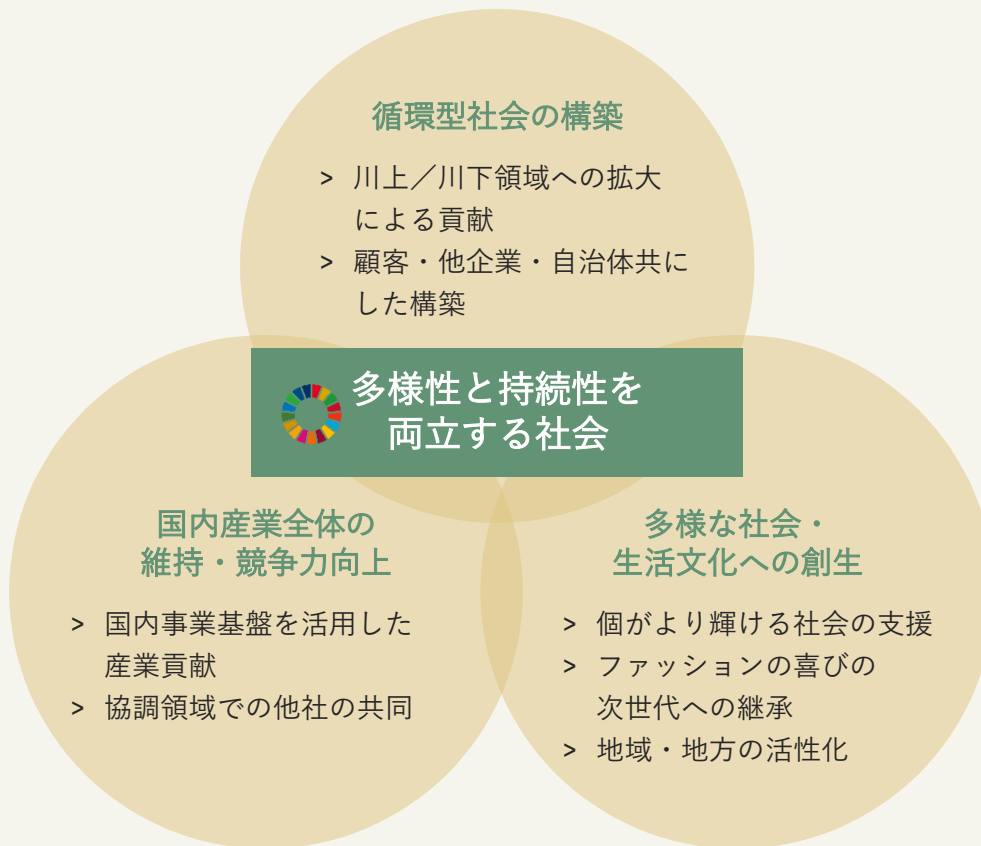 循環型社会の構築
> 川上／川下領域への拡大
による貢献
> 顧客・他企業・自治体共に
した構築
多様性と持続性を
両立する社会
国内産業全体の
維持・競争力向上
> 国内事業基盤を活用した
産業貢献
> 協調領域での他社の共同
多様な社会・
生活文化への創生
> 個がより輝ける社会の支援
> ファッションの喜びの
次世代への継承
> 地域・地方の活性化